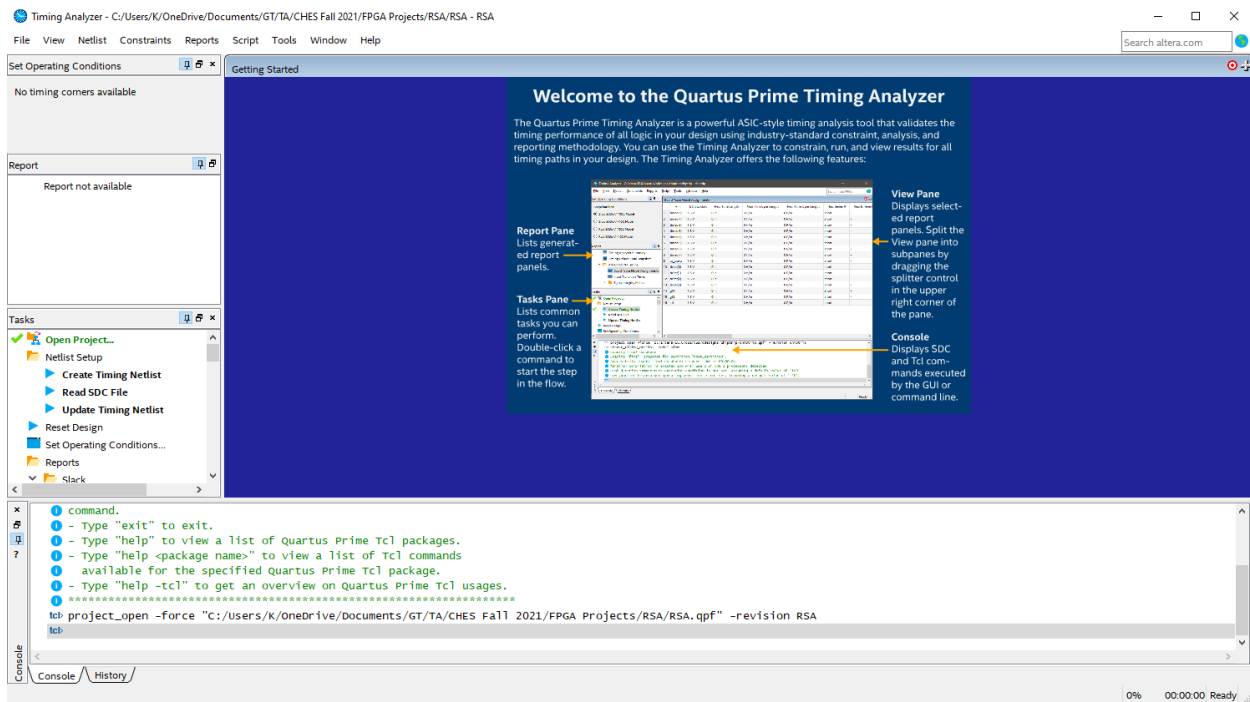 Timing Analyzer - C:/Users/K/OneDrive/Documents/GT/TA/CHES Fall 2021/FPGA Projects/RSA/RSA - RSA
File View Netlist Constraints Reports Script Tools Window Help
Search altera.com
Set Operating Conditions
No timing corners available
Report
Report not available
Tasks
Open Project...
Netlist Setup
Create Timing Netlist
Read SDC File
Update Timing Netlist
Reset Design
Set Operating Conditions...
Reports
Slack
Getting Started
Welcome to the Quartus Prime Timing Analyzer
The Quartus Prime Timing Analyzer is a powerful ASIC-style timing analysis tool that validates the
timing performance of all logic in your design using industry-standard constraint, analysis, and
reporting methodology. You can use the Timing Analyzer to constrain, run, and view results for all
timing paths in your design. The Timing Analyzer offers the following features:
Report Pane
Lists generat-
ed report
panels.
Tasks Pane
Lists common
tasks you can
perform.
Double-click a
command to
start the step
in the flow.
View Pane
Displays select-
ed report
panels. Split the
View pane into
subpanes by
dragging the
splitter control
in the upper
right corner of
the pane.
Console
Displays SDC
and Tcl com-
mands executed
by the GUI or
command line.
command.
- Type "exit" to exit.
- Type "help" to view a list of Quartus Prime Tcl packages.
- Type "help <package name>" to view a list of Tcl commands
available for the specified Quartus Prime Tcl package.
- Type "help -tcl" to get an overview on Quartus Prime Tcl usages.
*******************************************************************
tcl> project_open -force "C:/Users/K/OneDrive/Documents/GT/TA/CHES Fall 2021/FPGA Projects/RSA/RSA.qpf" -revision RSA
tcl>
Console
Console History
0% 00:00:00 Ready